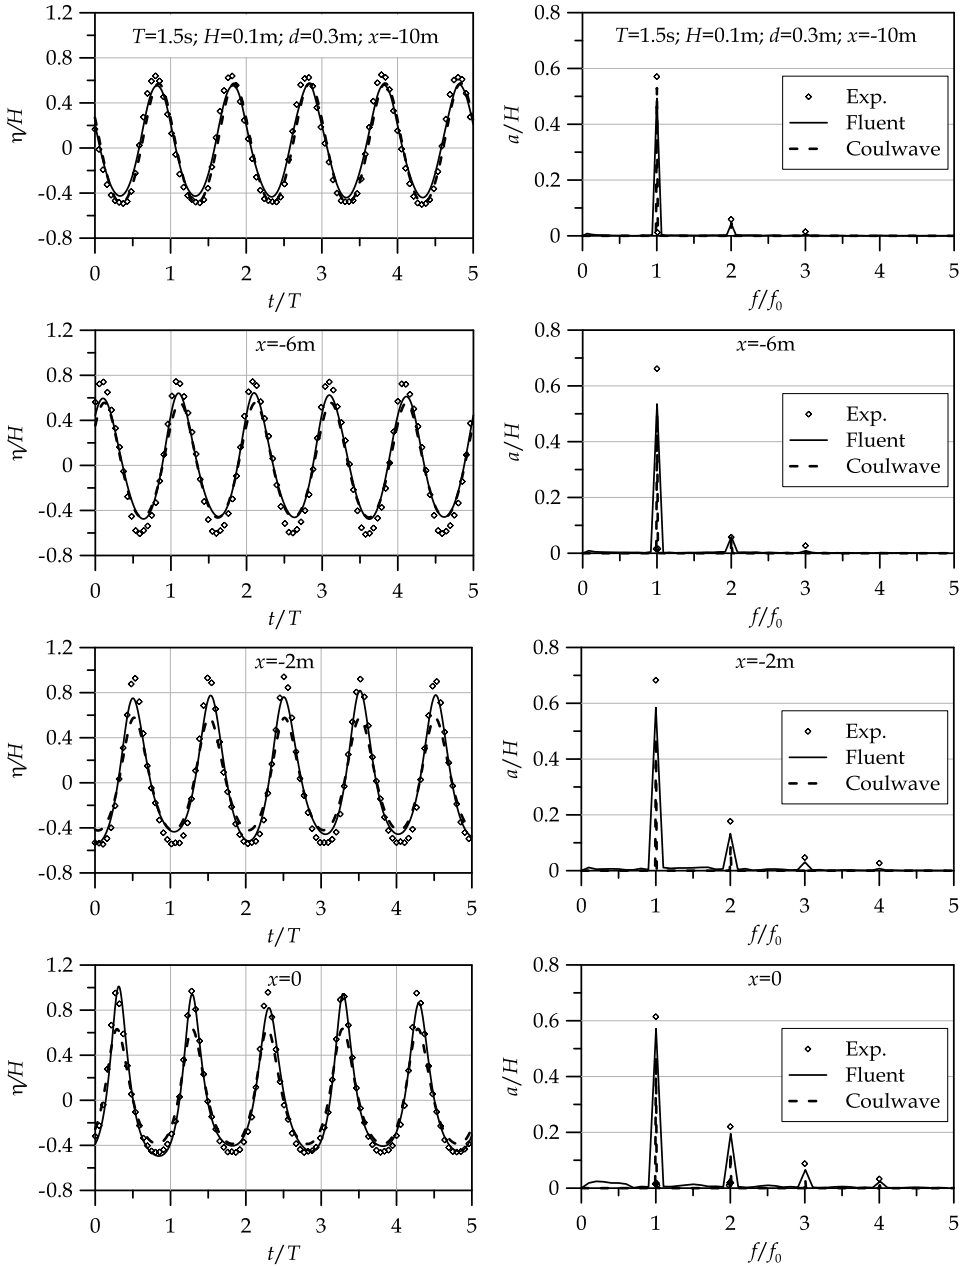 1.2
0.8
0.4
0
-0.4
-0.8
η/H
T=1.5s; H=0.1m; d=0.3m; x=-10m
0 1 2 3 4 5
t/T
0.8
0.6
0.4
0.2
0
a/H
T=1.5s; H=0.1m; d=0.3m; x=-10m
Exp.
Fluent
Coulwave
0 1 2 3 4 5
f/f₀
1.2
0.8
0.4
0
-0.4
-0.8
η/H
x=-6m
0 1 2 3 4 5
t/T
0.8
0.6
0.4
0.2
0
a/H
x=-6m
Exp.
Fluent
Coulwave
0 1 2 3 4 5
f/f₀
1.2
0.8
0.4
0
-0.4
-0.8
η/H
x=-2m
0 1 2 3 4 5
t/T
0.8
0.6
0.4
0.2
0
a/H
x=-2m
Exp.
Fluent
Coulwave
0 1 2 3 4 5
f/f₀
1.2
0.8
0.4
0
-0.4
-0.8
η/H
x=0
0 1 2 3 4 5
t/T
0.8
0.6
0.4
0.2
0
a/H
x=0
Exp.
Fluent
Coulwave
0 1 2 3 4 5
f/f₀